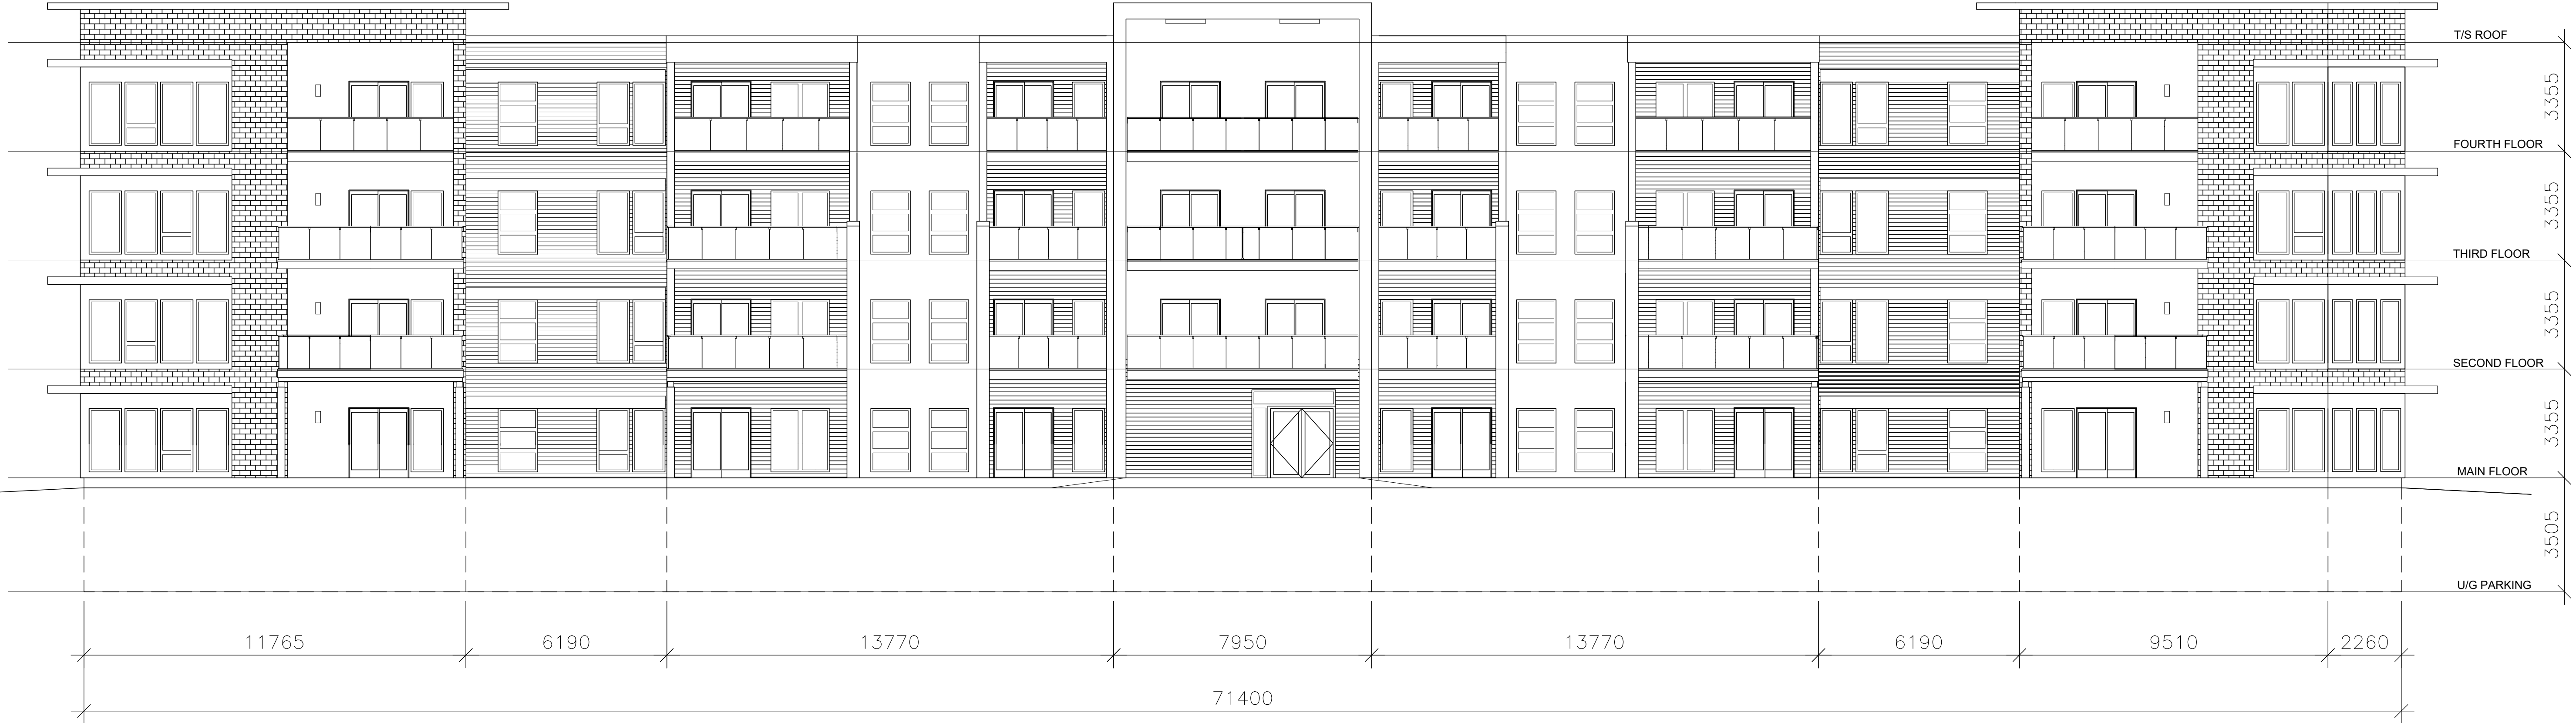 T/S ROOF
3355
FOURTH FLOOR
3355
THIRD FLOOR
3355
SECOND FLOOR
3355
MAIN FLOOR
3505
U/G PARKING
11765 6190 13770 7950 13770 6190 9510 2260
71400